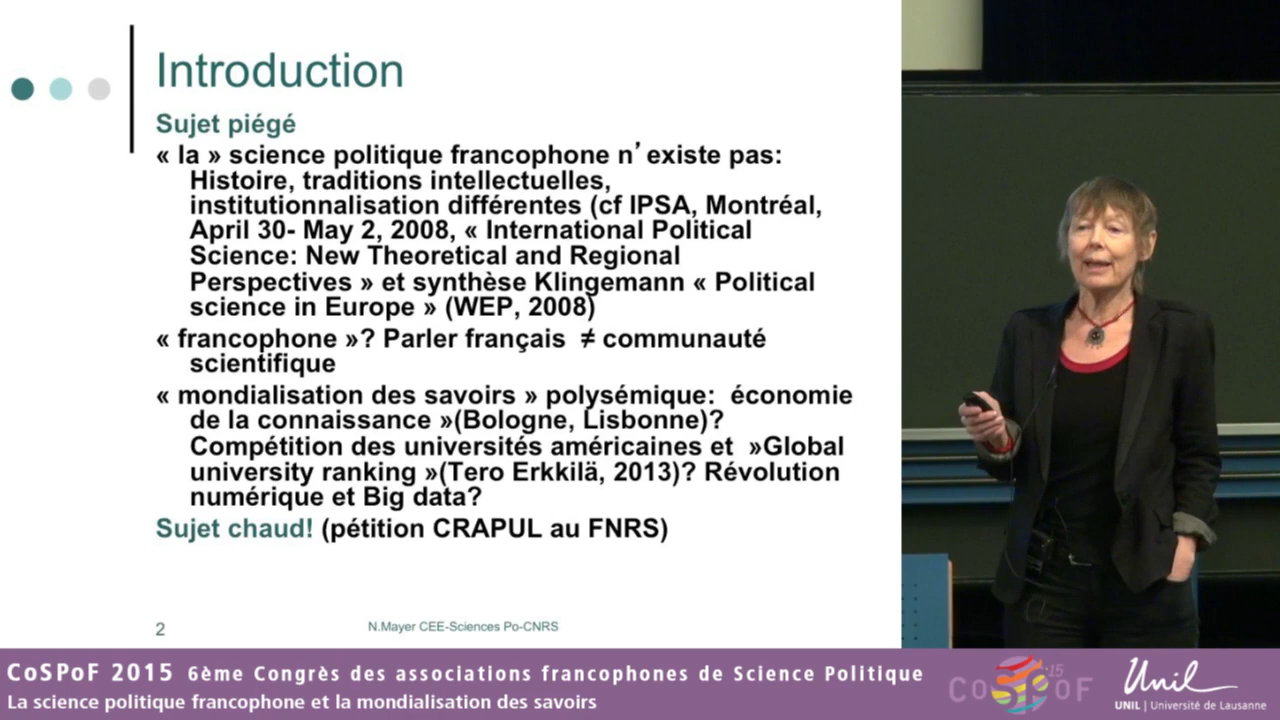 Introduction
Sujet piégé
« la » science politique francophone n’existe pas:
Histoire, traditions intellectuelles,
institutionnalisation différentes (cf IPSA, Montréal,
April 30- May 2, 2008, « International Political
Science: New Theoretical and Regional
Perspectives » et synthèse Klingemann « Political
science in Europe » (WEP, 2008)
« francophone »? Parler français ≠ communauté
scientifique
« mondialisation des savoirs » polysémique: économie
de la connaissance »(Bologne, Lisbonne)?
Compétition des universités américaines et »Global
university ranking »(Tero Erkkilä, 2013)? Révolution
numérique et Big data?
Sujet chaud! (pétition CRAPUL au FNRS)
2
N.Mayer CEE-Sciences Po-CNRS
CoSPoF 2015 6ème Congrès des associations francophones de Science Politique
La science politique francophone et la mondialisation des savoirs
CoSPoF '15
Unil
UNIL | Université de Lausanne